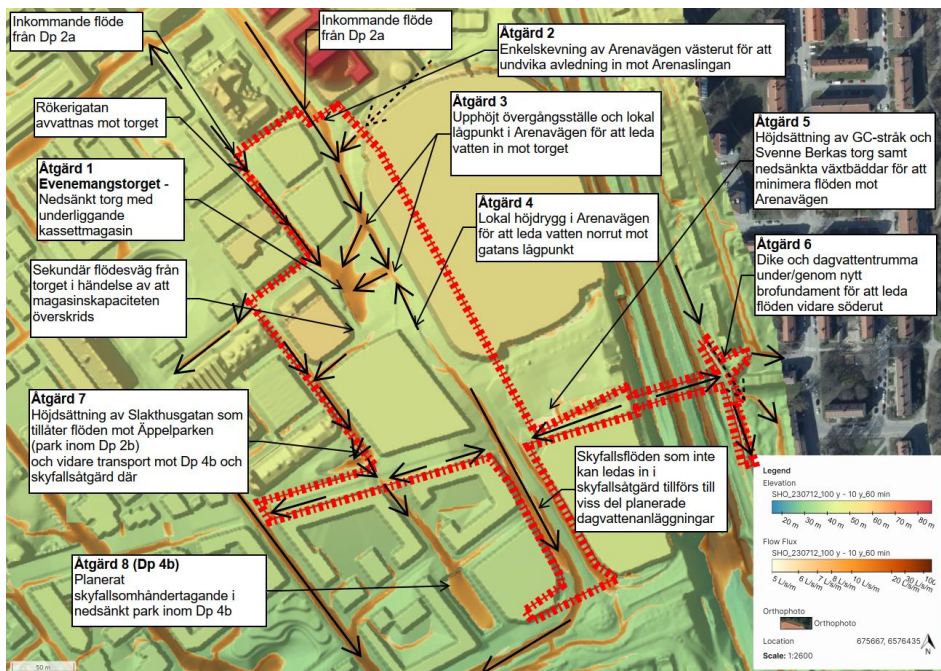 Inkommande flöde
från Dp 2a
Inkommande flöde
från Dp 2a
Åtgärd 2
Enkelskevning av Arenavägen västerut för att
undvika avledning in mot Arenaslingan
Rökerigatan
avvattnas mot torget
Åtgärd 3
Upphöjt övergångsställe och lokal
lågpunkt i Arenavägen för att leda
vatten in mot torget
Åtgärd 5
Höjdsättning av GC-stråk och
Svenne Berkas torg samt
nedsänkta växtbäddar för att
minimera flöden mot
Arenavägen
Åtgärd 1
Evenemangstorget -
Nedsänkt torg med
underliggande
kassettmagasin
Åtgärd 4
Lokal höjdrygg i Arenavägen
för att leda vatten norrut mot
gatans lågpunkt
Åtgärd 6
Dike och dagvattentrumma
under/genom nytt
brofundament för att leda
flöden vidare söderut
Sekundär flödesväg från
torget i händelse av att
magasinskapaciteten
överskrids
Åtgärd 7
Höjdsättning av Slakthusgatan som
tillåter flöden mot Äppelparken
(park inom Dp 2b)
och vidare transport mot Dp 4b och
skyfallsåtgärd där
Skyfallsflöden som inte
kan ledas in i
skyfallsåtgärd tillförs till
viss del planerade
dagvattenanläggningar
Åtgärd 8 (Dp 4b)
Planerat
skyfallsomhändertagande i
nedsänkt park inom Dp 4b
Legend
Elevation
SHO_230712_100 y - 10 y_60 min
20 m 30 m 40 m 50 m 60 m 70 m 80 m
Flow Flux
SHO_230712_100 y - 10 y_60 min
5 L/s/m 6 L/s/m 7 L/s/m 8 L/s/m 10 L/s/m 20 L/s/m 30 L/s/m 100
Orthophoto
Orthophoto
Location 675667, 6576435
Scale: 1:2600
N
50 m